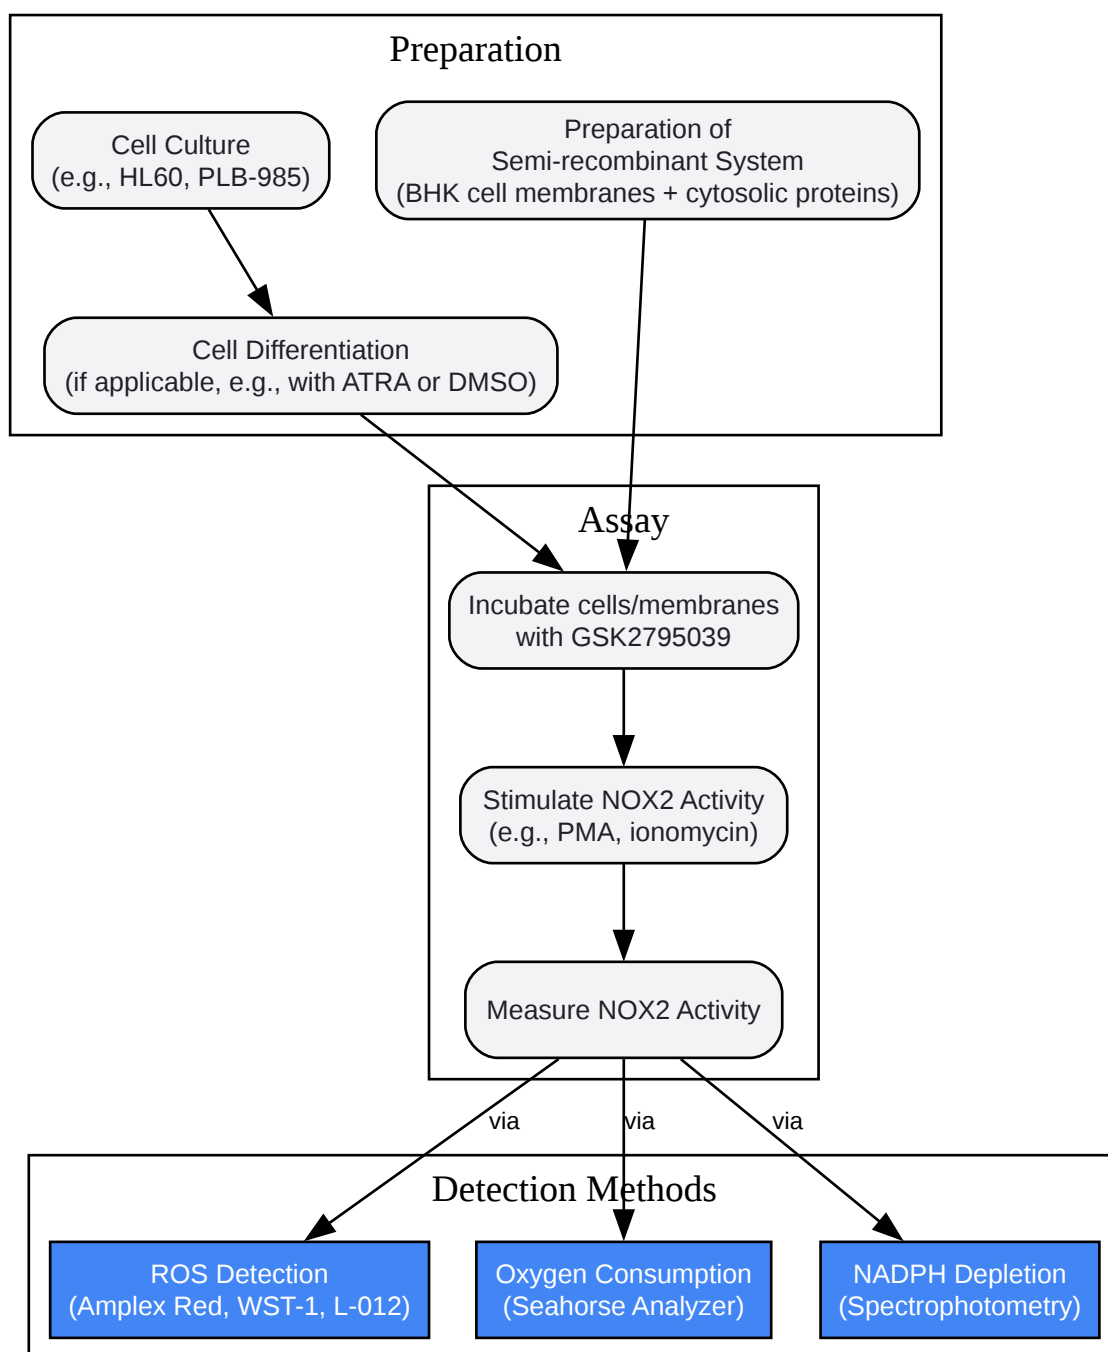 Preparation
Cell Culture
(e.g., HL60, PLB-985)
Preparation of
Semi-recombinant System
(BHK cell membranes + cytosolic proteins)
Cell Differentiation
(if applicable, e.g., with ATRA or DMSO)
Assay
Incubate cells/membranes
with GSK2795039
Stimulate NOX2 Activity
(e.g., PMA, ionomycin)
Measure NOX2 Activity
via
via
via
Detection Methods
ROS Detection
(Amplex Red, WST-1, L-012)
Oxygen Consumption
(Seahorse Analyzer)
NADPH Depletion
(Spectrophotometry)